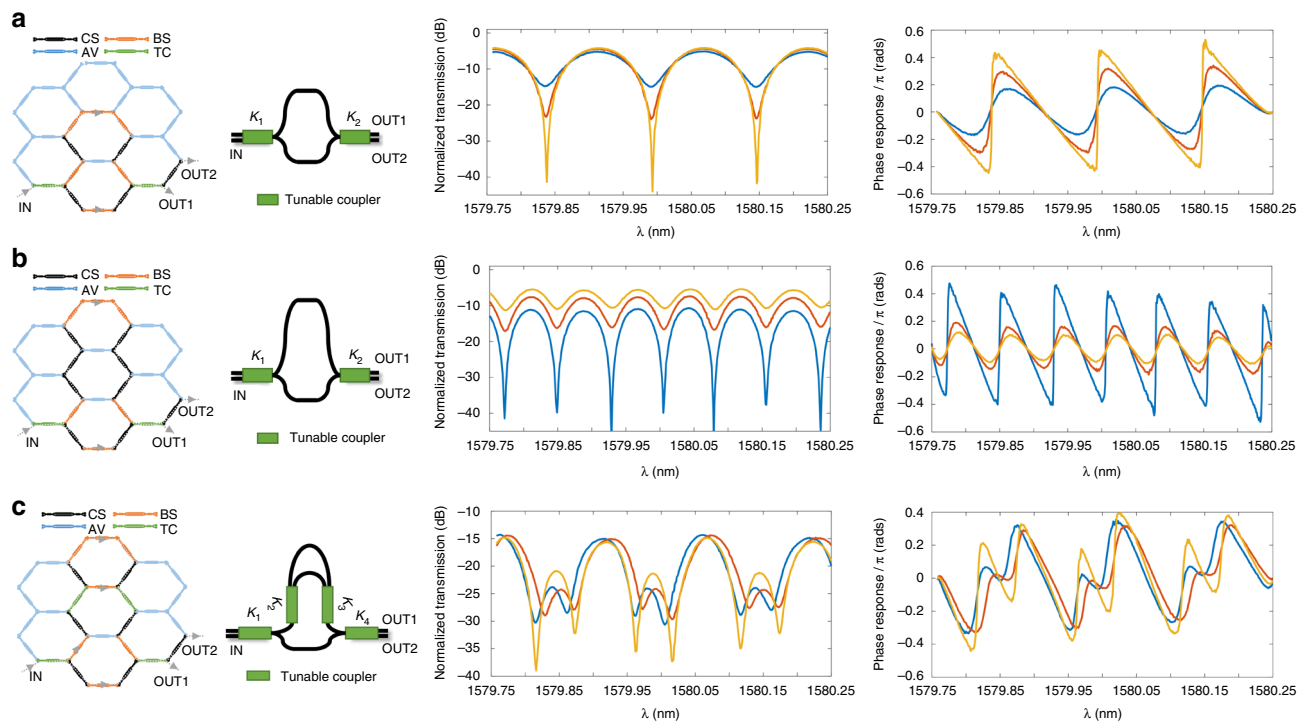 a
CS BS
AV TC
IN
OUT1
OUT2
K1 K2
OUT1
IN
OUT2
Tunable coupler
Normalized transmission (dB)
0
−10
−20
−30
−40
1579.75 1579.85 1579.95 1580.05 1580.15 1580.25
λ (nm)
Phase response / π (rads)
0.6
0.4
0.2
0
−0.2
−0.4
−0.6
1579.75 1579.85 1579.95 1580.05 1580.15 1580.25
λ (nm)
b
CS BS
AV TC
IN
OUT1
OUT2
K1 K2
OUT1
IN
OUT2
Tunable coupler
Normalized transmission (dB)
0
−10
−20
−30
−40
1579.75 1579.85 1579.95 1580.05 1580.15 1580.25
λ (nm)
Phase response / π (rads)
0.6
0.4
0.2
0
−0.2
−0.4
−0.6
1579.75 1579.85 1579.95 1580.05 1580.15 1580.25
λ (nm)
c
CS BS
AV TC
IN
OUT1
OUT2
K1 K2 K3 K4
OUT1
IN
OUT2
Tunable coupler
Normalized transmission (dB)
−10
−15
−20
−25
−30
−35
−40
1579.75 1579.85 1579.95 1580.05 1580.15 1580.25
λ (nm)
Phase response / π (rads)
0.4
0.2
0
−0.2
−0.4
−0.6
1579.75 1579.85 1579.95 1580.05 1580.15 1580.25
λ (nm)